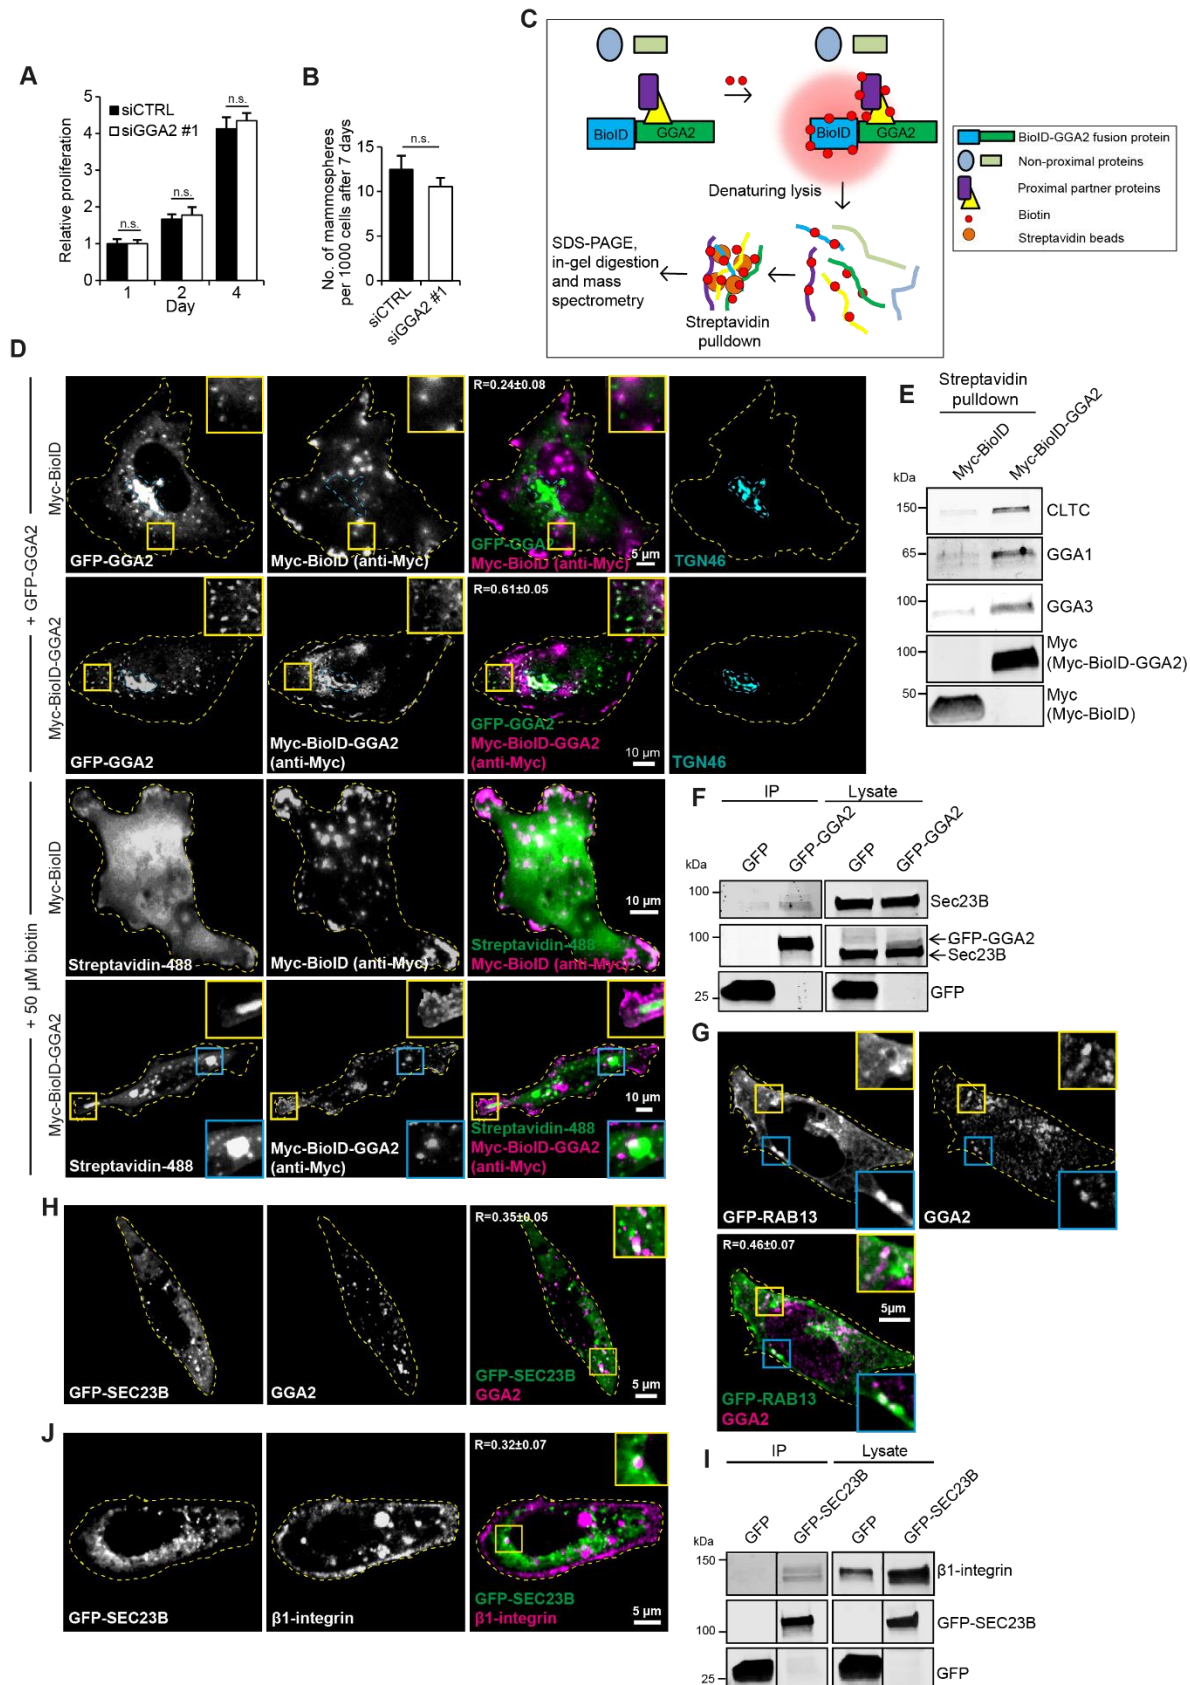 A
Relative proliferation
5
4
3
2
1
0
siCTRL
siGGA2 #1
n.s.
n.s.
n.s.
1
2
4
Day
B
No. of mammospheres
per 1000 cells after 7 days
15
10
5
0
n.s.
siCTRL
siGGA2 #1
C
BioID
GGA2
BioID
GGA2
Denaturing lysis
SDS-PAGE,
in-gel digestion
and mass
spectrometry
Streptavidin
pulldown
BioID-GGA2 fusion protein
Non-proximal proteins
Proximal partner proteins
Biotin
Streptavidin beads
D
+ GFP-GGA2
Myc-BioID
GFP-GGA2
Myc-BioID (anti-Myc)
R=0.24±0.08
GFP-GGA2
Myc-BioID (anti-Myc)
5 µm
TGN46
Myc-BioID-GGA2
GFP-GGA2
Myc-BioID-GGA2
(anti-Myc)
R=0.61±0.05
GFP-GGA2
Myc-BioID-GGA2
(anti-Myc)
10 µm
TGN46
+ 50 µM biotin
Myc-BioID
Streptavidin-488
Myc-BioID (anti-Myc)
10 µm
Streptavidin-488
Myc-BioID (anti-Myc)
Myc-BioID-GGA2
Streptavidin-488
Myc-BioID-GGA2
(anti-Myc)
10 µm
Streptavidin-488
Myc-BioID-GGA2
(anti-Myc)
E
Streptavidin
pulldown
Myc-BioID
Myc-BioID-GGA2
kDa
150
CLTC
65
GGA1
100
GGA3
100
Myc
(Myc-BioID-GGA2)
50
Myc
(Myc-BioID)
F
IP
Lysate
GFP
GFP-GGA2
GFP
GFP-GGA2
kDa
100
Sec23B
100
GFP-GGA2
Sec23B
25
GFP
G
GFP-RAB13
GGA2
R=0.46±0.07
5µm
GFP-RAB13
GGA2
H
GFP-SEC23B
GGA2
R=0.35±0.05
GFP-SEC23B
GGA2
5 µm
J
GFP-SEC23B
β1-integrin
R=0.32±0.07
GFP-SEC23B
β1-integrin
5 µm
I
IP
Lysate
GFP
GFP-SEC23B
GFP
GFP-SEC23B
kDa
150
β1-integrin
100
GFP-SEC23B
25
GFP